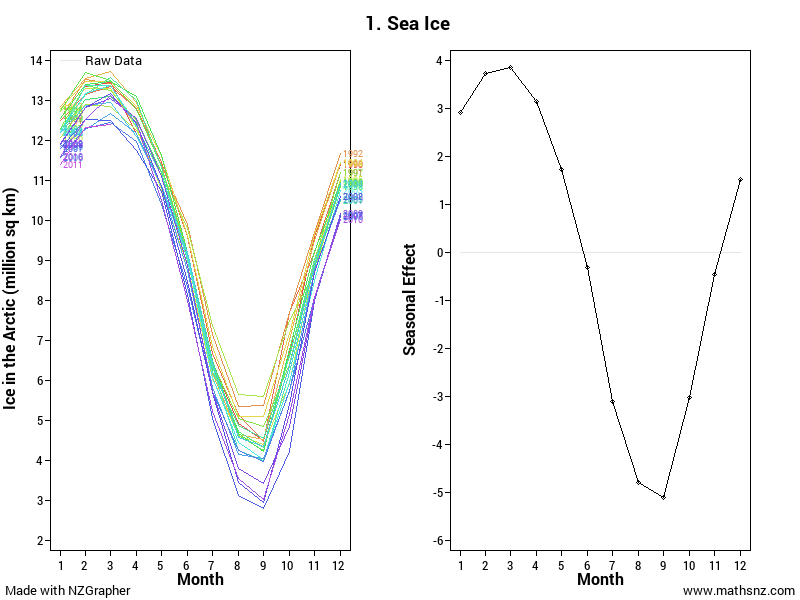 1. Sea Ice
Raw Data
14
13
12
11
10
9
8
7
6
5
4
3
2
Ice in the Arctic (million sq km)
2011
1992
1 2 3 4 5 6 7 8 9 10 11 12
Month
4
3
2
1
0
-1
-2
-3
-4
-5
-6
Seasonal Effect
1 2 3 4 5 6 7 8 9 10 11 12
Month
Made with NZGrapher
www.mathsnz.com